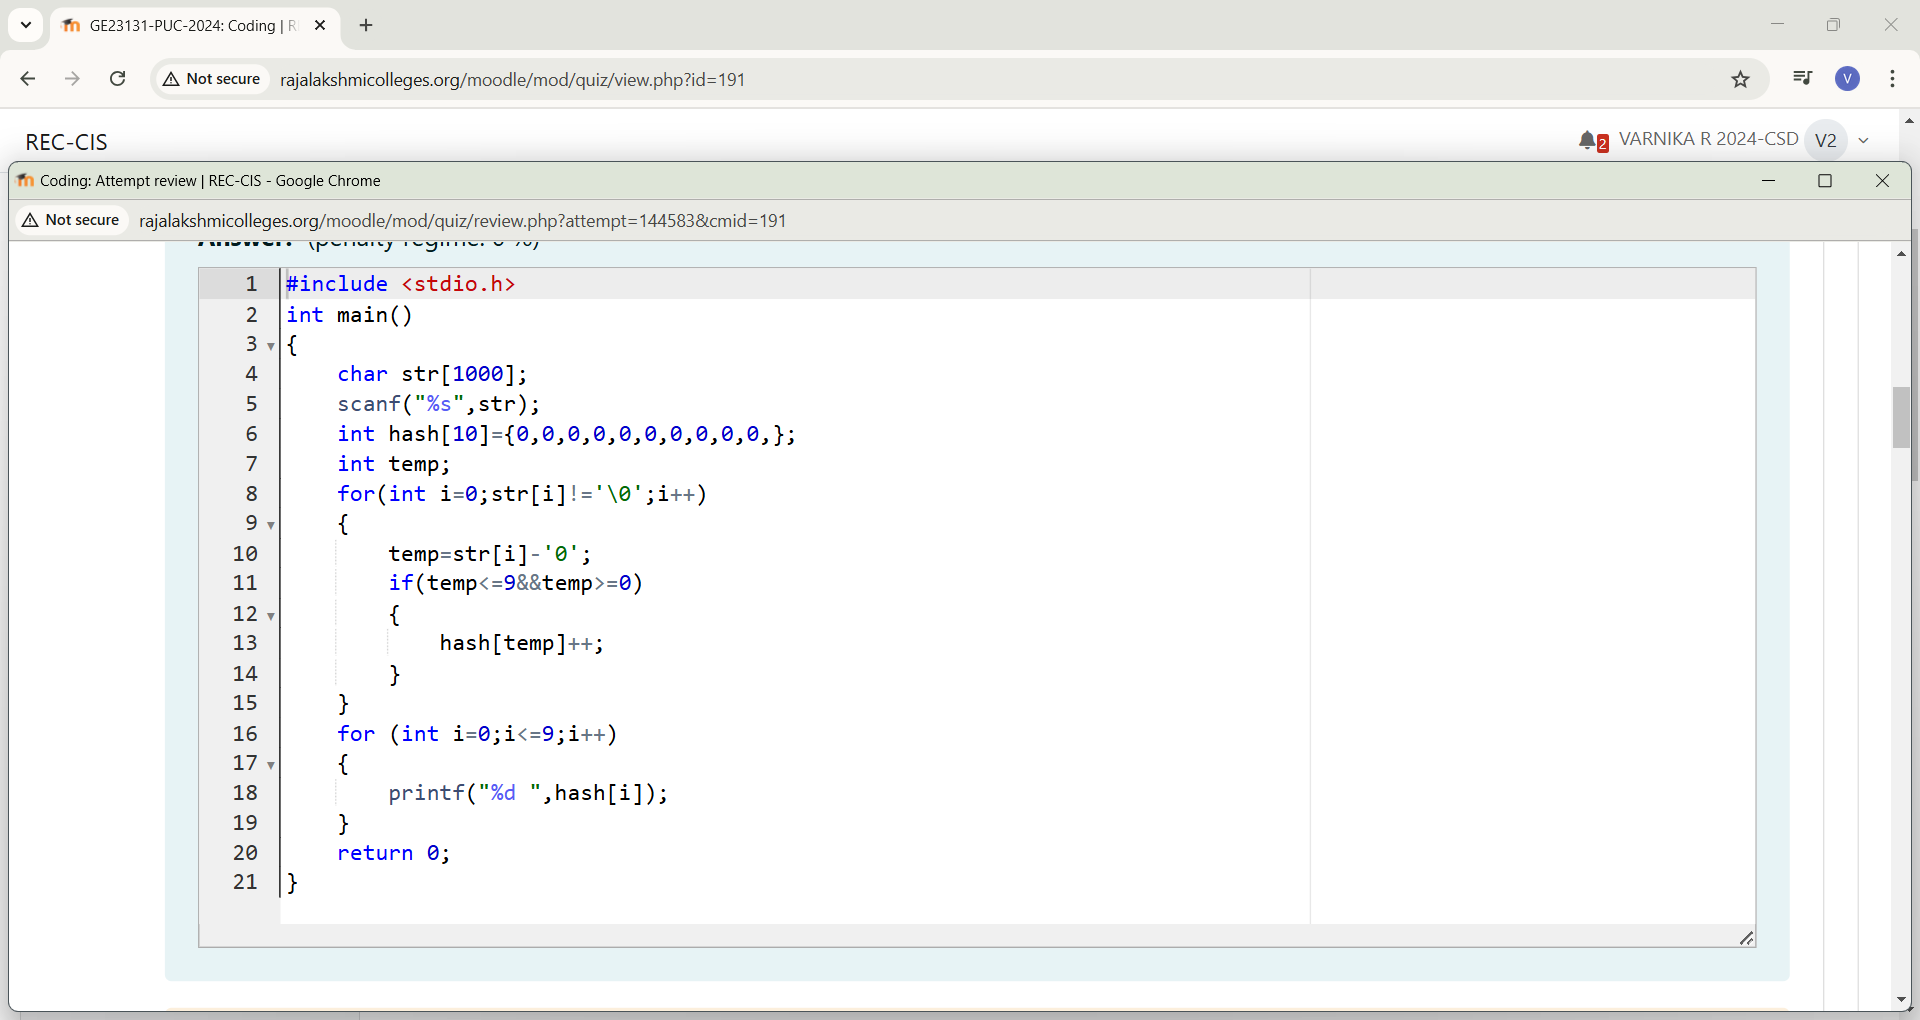 GE23131-PUC-2024: Coding | R
Not secure
rajalakshmicolleges.org/moodle/mod/quiz/view.php?id=191
V
REC-CIS
2
VARNIKA R 2024-CSD
V2
Coding: Attempt review | REC-CIS - Google Chrome
Not secure
rajalakshmicolleges.org/moodle/mod/quiz/review.php?attempt=144583&cmid=191
Answer: (penalty regime: 0 %)
1 #include <stdio.h>
2 int main()
3 {
4     char str[1000];
5     scanf("%s",str);
6     int hash[10]={0,0,0,0,0,0,0,0,0,0,};
7     int temp;
8     for(int i=0;str[i]!='\0';i++)
9     {
10         temp=str[i]-'0';
11         if(temp<=9&&temp>=0)
12         {
13             hash[temp]++;
14         }
15     }
16     for (int i=0;i<=9;i++)
17     {
18         printf("%d ",hash[i]);
19     }
20     return 0;
21 }